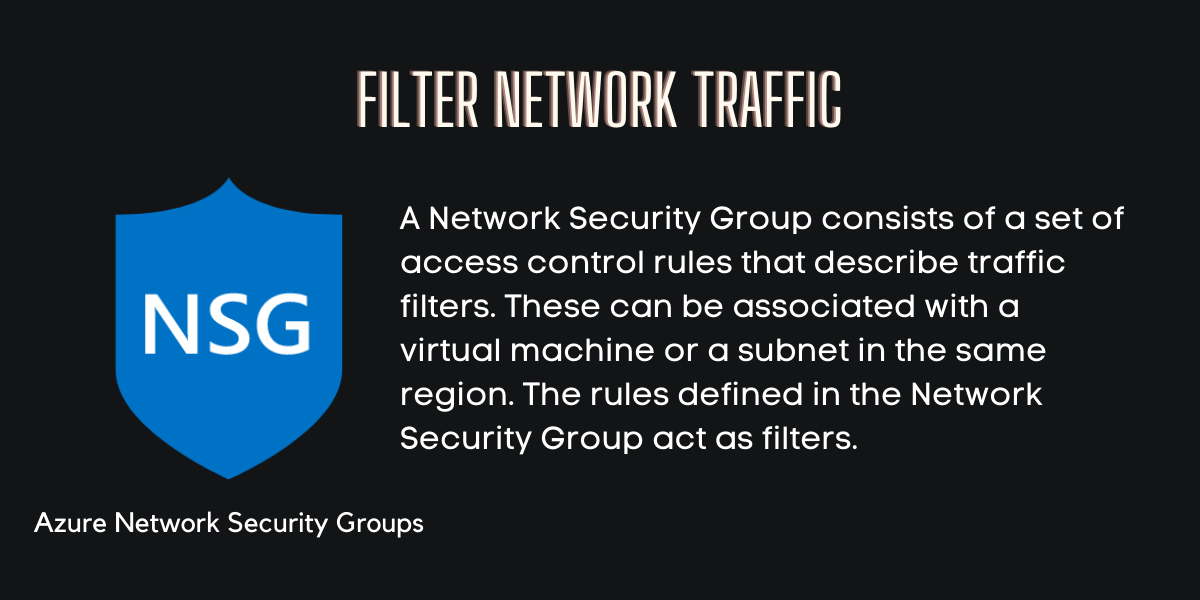 FILTER NETWORK TRAFFIC
NSG
A Network Security Group consists of a set of
access control rules that describe traffic
filters. These can be associated with a
virtual machine or a subnet in the same
region. The rules defined in the Network
Security Group act as filters.
Azure Network Security Groups